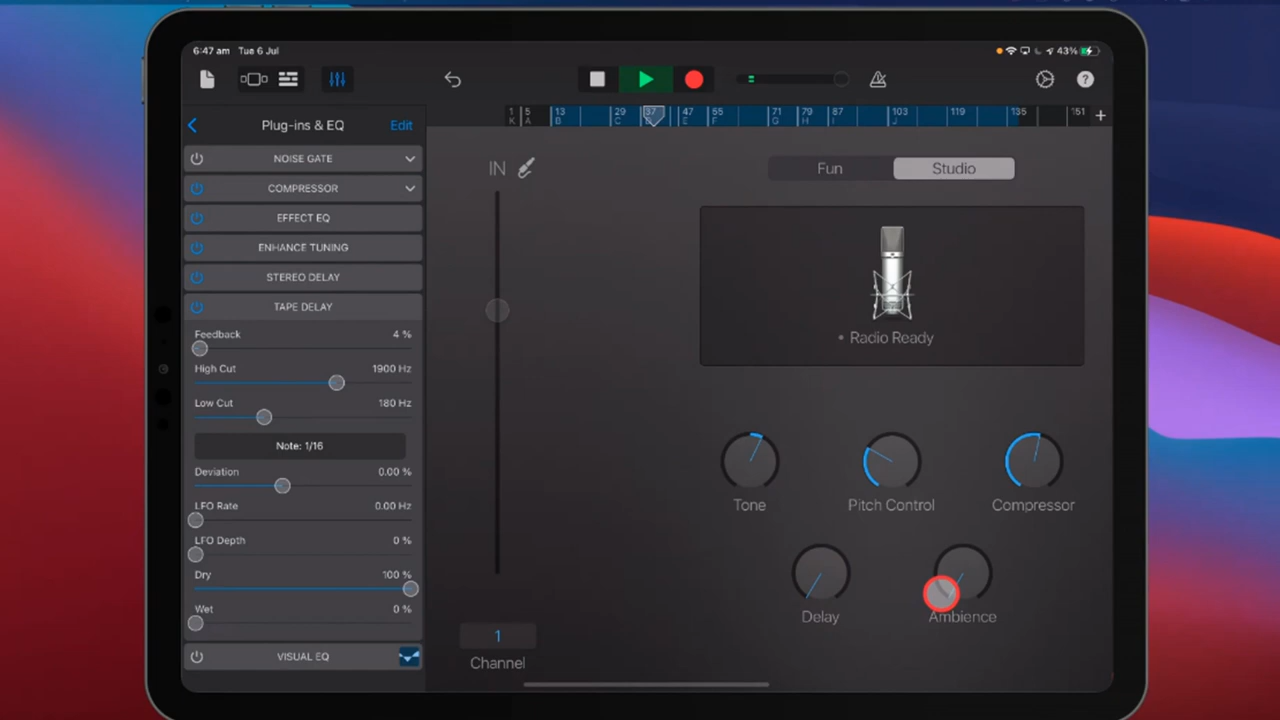 6:47 am Tue 6 Jul
43%
1 5 13 29 37 47 55 71 79 87 103 119 135 151
K A B C G H I J
Plug-ins & EQ Edit
NOISE GATE
COMPRESSOR
EFFECT EQ
ENHANCE TUNING
STEREO DELAY
TAPE DELAY
Feedback 4 %
High Cut 1900 Hz
Low Cut 180 Hz
Note: 1/16
Deviation 0.00 %
LFO Rate 0.00 Hz
LFO Depth 0 %
Dry 100 %
Wet 0 %
VISUAL EQ
IN
1
Channel
Fun Studio
• Radio Ready
Tone Pitch Control Compressor
Delay Ambience